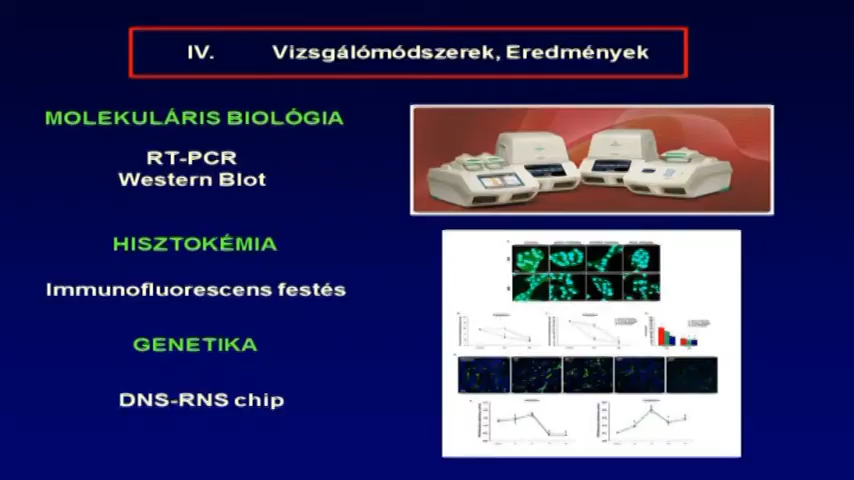 IV. Vizsgálómódszerek, Eredmények
MOLEKULÁRIS BIOLÓGIA
RT-PCR
Western Blot
HISZTOKÉMIA
Immunofluorescens festés
GENETIKA
DNS-RNS chip